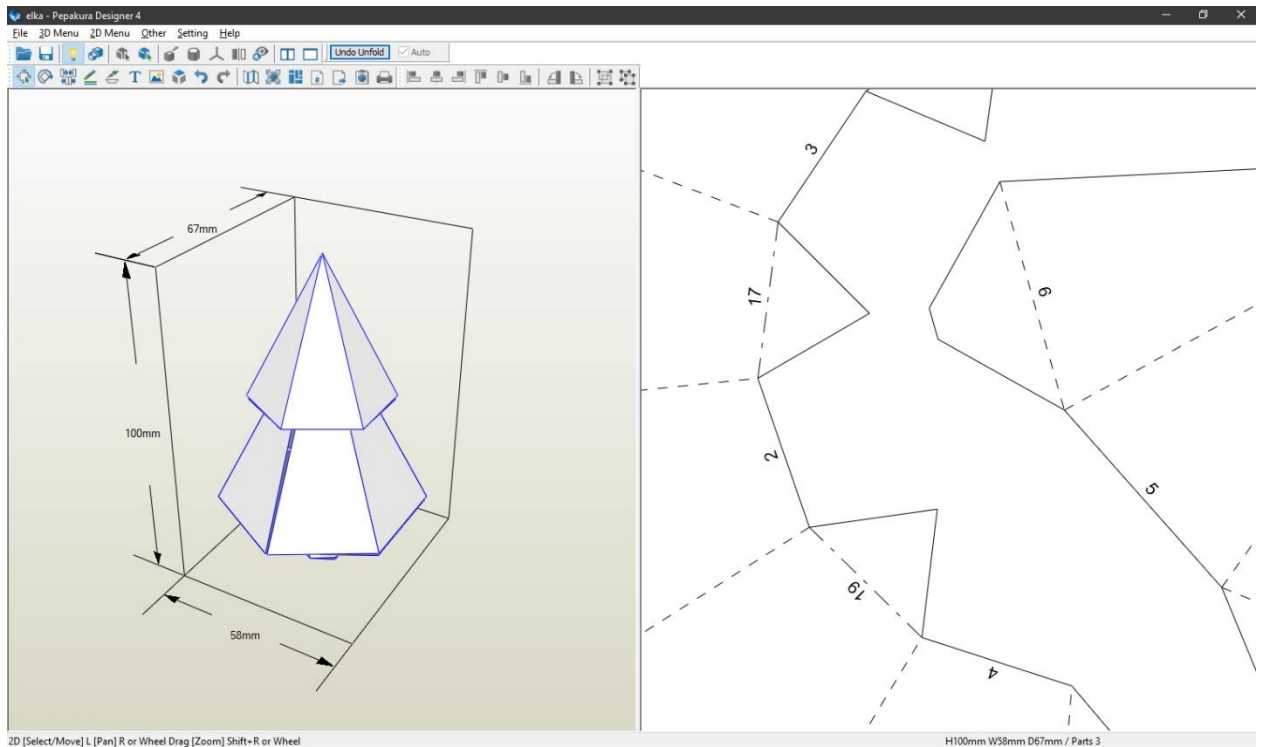 elka - Pepakura Designer 4
File 3D Menu 2D Menu Other Setting Help
Undo Unfold Auto
T
67mm
100mm
58mm
3
17
6
2
5
19
4
2D [Select/Move] L [Pan] R or Wheel Drag [Zoom] Shift+R or Wheel
H100mm W58mm D67mm / Parts 3